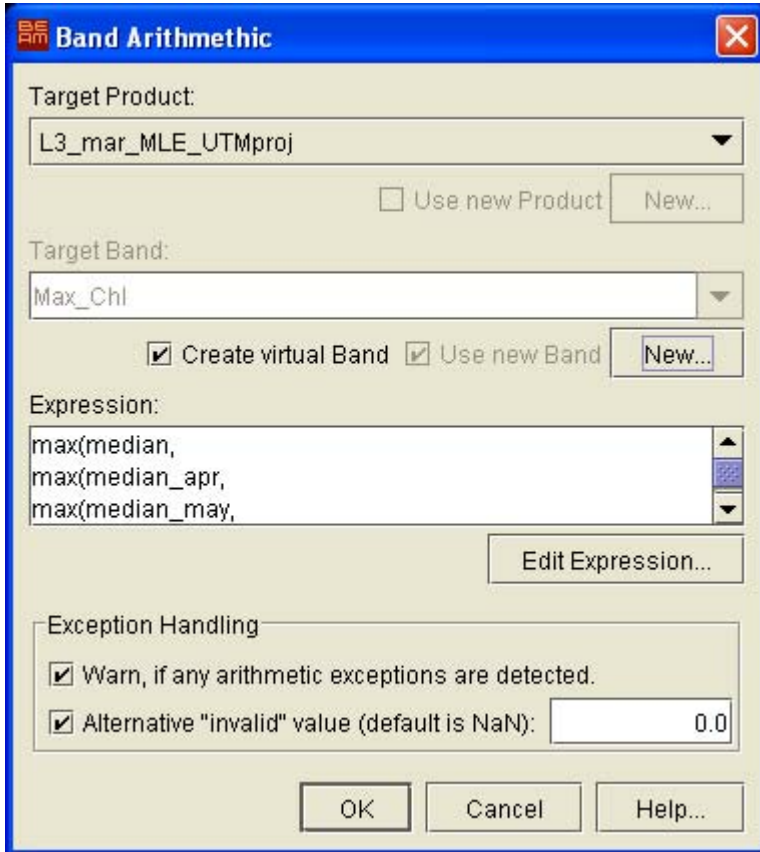 BE
AM Band Arithmethic
Target Product:
L3_mar_MLE_UTMproj
Use new Product New...
Target Band:
Max_Chl
Create virtual Band Use new Band New...
Expression:
max(median,
max(median_apr,
max(median_may,
Edit Expression...
Exception Handling
Warn, if any arithmetic exceptions are detected.
Alternative "invalid" value (default is NaN): 0.0
OK Cancel Help...